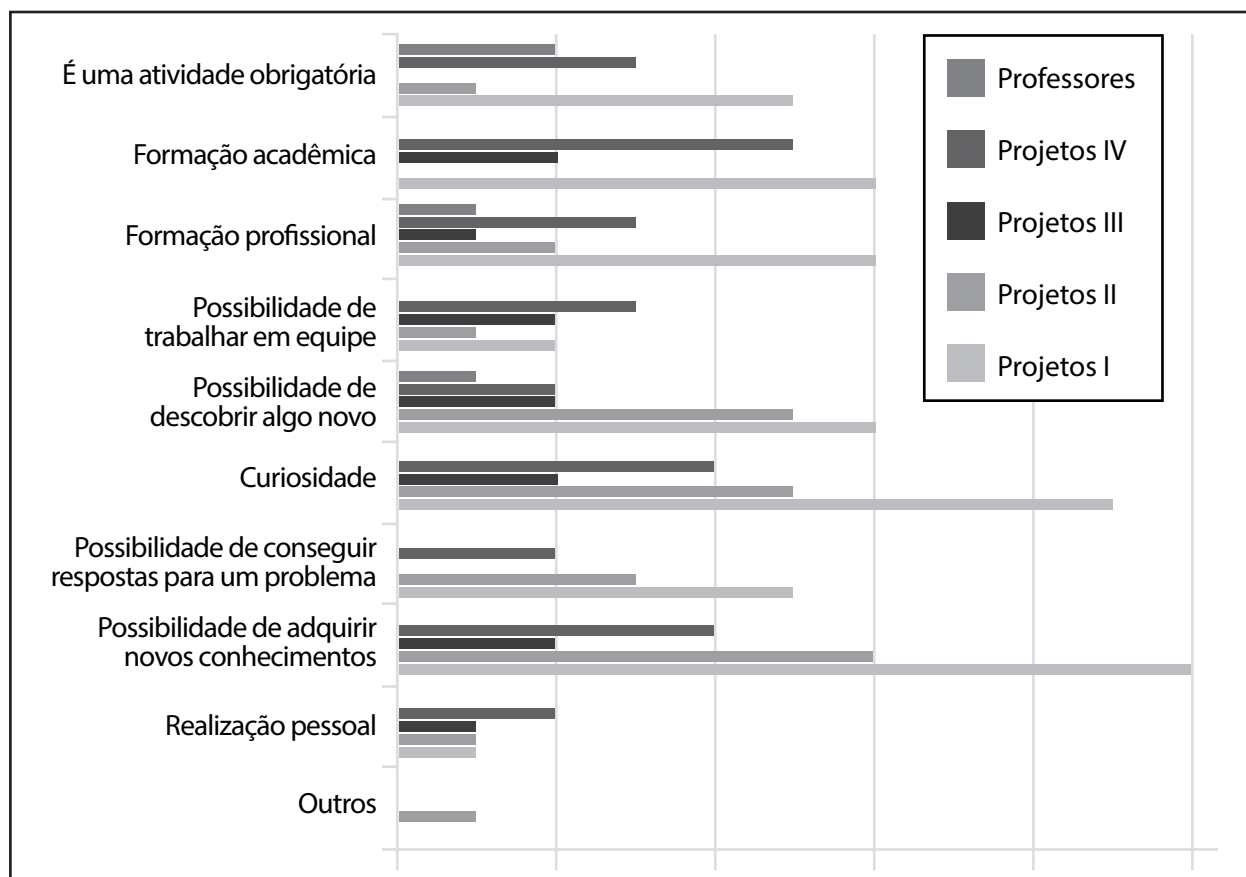 É uma atividade obrigatória
Formação acadêmica
Formação profissional
Possibilidade de
trabalhar em equipe
Possibilidade de
descobrir algo novo
Curiosidade
Possibilidade de conseguir
respostas para um problema
Possibilidade de adquirir
novos conhecimentos
Realização pessoal
Outros
Professores
Projetos IV
Projetos III
Projetos II
Projetos I